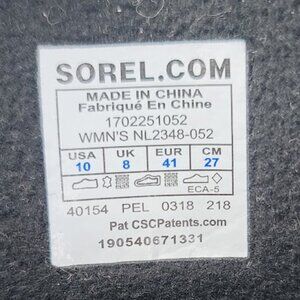 SOREL.COM
MADE IN CHINA
Fabriqué En Chine
1702251052
WMN'S NL2348-052
USA UK EUR CM
10 8 41 27
ECA-5
40154 PEL 0318 218
Pat CSCPatents.com
190540671331